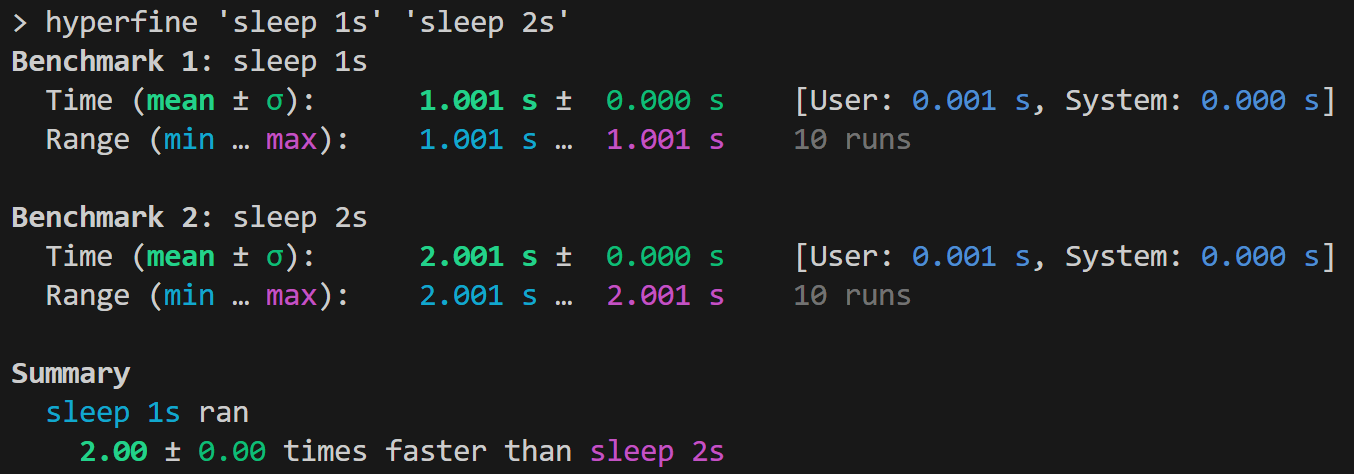 > hyperfine 'sleep 1s' 'sleep 2s'
Benchmark 1: sleep 1s
  Time (mean ± σ):      1.001 s ±  0.000 s    [User: 0.001 s, System: 0.000 s]
  Range (min … max):    1.001 s …  1.001 s    10 runs

Benchmark 2: sleep 2s
  Time (mean ± σ):      2.001 s ±  0.000 s    [User: 0.001 s, System: 0.000 s]
  Range (min … max):    2.001 s …  2.001 s    10 runs

Summary
  sleep 1s ran
    2.00 ± 0.00 times faster than sleep 2s